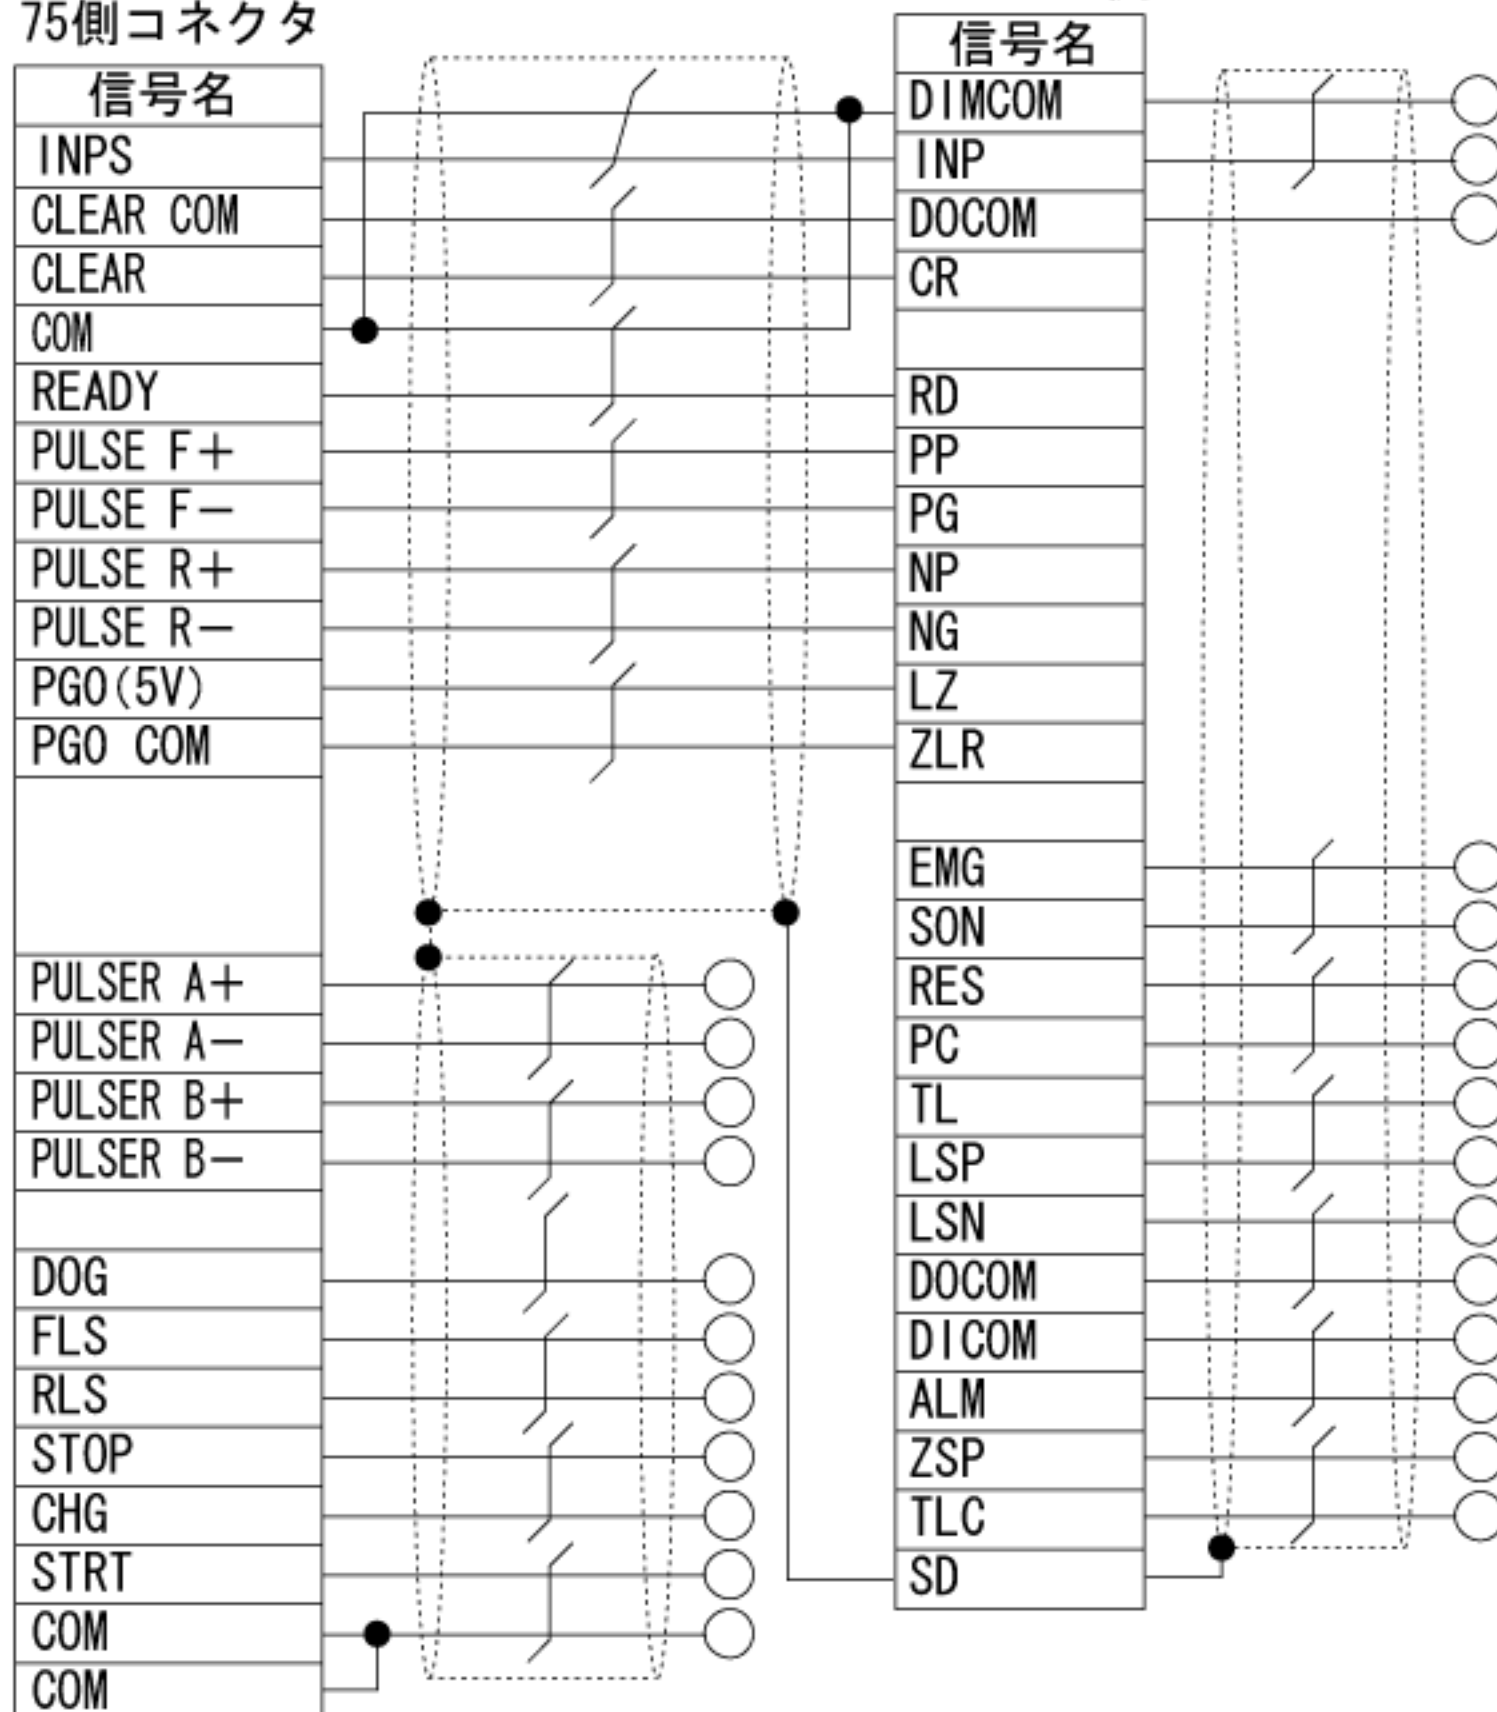 75側コネクタ
信号名
INPS
CLEAR COM
CLEAR
COM
READY
PULSE F+
PULSE F-
PULSE R+
PULSE R-
PGO(5V)
PGO COM
PULSER A+
PULSER A-
PULSER B+
PULSER B-
DOG
FLS
RLS
STOP
CHG
STRT
COM
COM
信号名
DIMCOM
INP
DOCOM
CR
RD
PP
PG
NP
NG
LZ
ZLR
EMG
SON
RES
PC
TL
LSP
LSN
DOCOM
DICOM
ALM
ZSP
TLC
SD